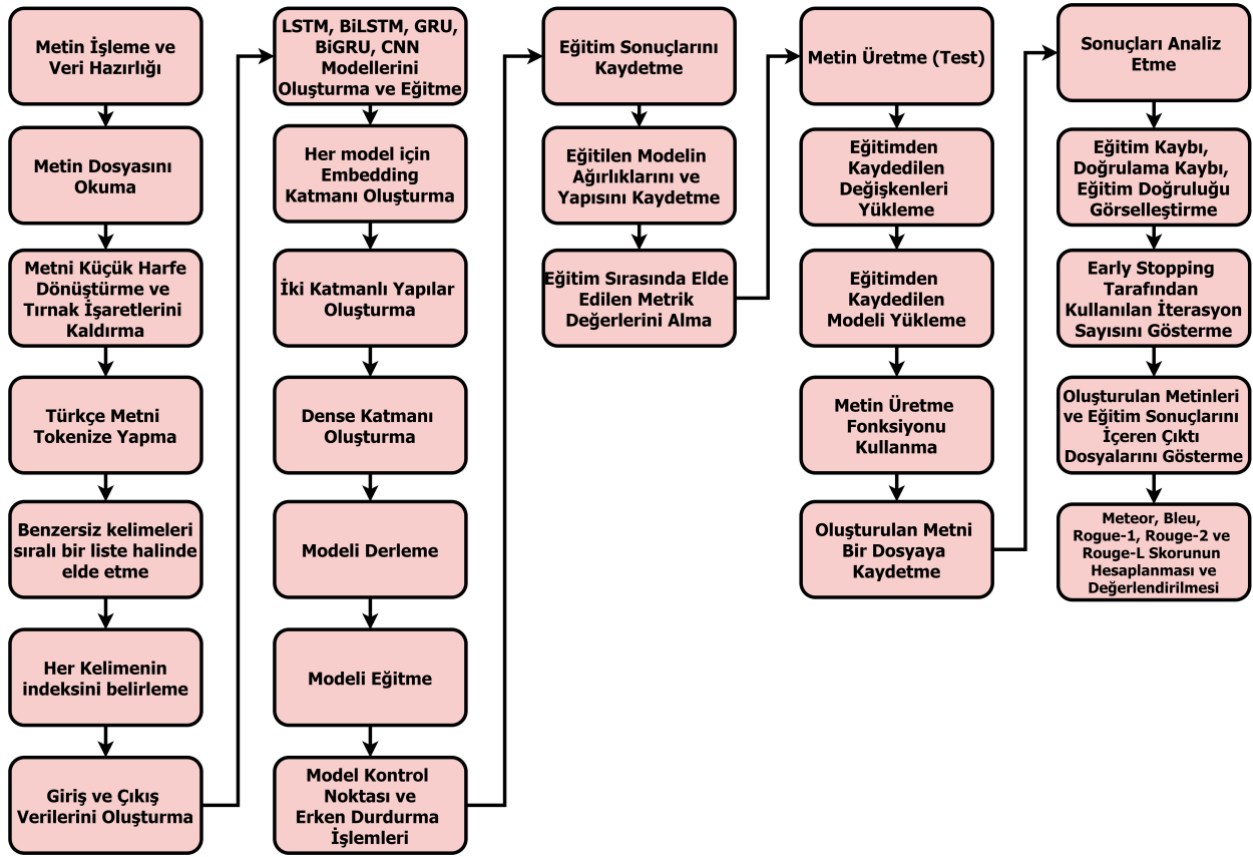 Metin İşleme ve
Veri Hazırlığı
Metin Dosyasını
Okuma
Metni Küçük Harfe
Dönüştürme ve
Tırnak İşaretlerini
Kaldırma
Türkçe Metni
Tokenize Yapma
Benzersiz kelimeleri
sıralı bir liste halinde
elde etme
Her Kelimenin
indeksini belirleme
Giriş ve Çıkış
Verilerini Oluşturma
LSTM, BiLSTM, GRU,
BiGRU, CNN
Modellerini
Oluşturma ve Eğitme
Her model için
Embedding
Katmanı Oluşturma
İki Katmanlı Yapılar
Oluşturma
Dense Katmanı
Oluşturma
Modeli Derleme
Modeli Eğitme
Model Kontrol
Noktası ve
Erken Durdurma
İşlemleri
Eğitim Sonuçlarını
Kaydetme
Eğitilen Modelin
Ağırlıklarını ve
Yapısını Kaydetme
Eğitim Sırasında Elde
Edilen Metrik
Değerlerini Alma
Metin Üretme (Test)
Eğitimden
Kaydedilen
Değişkenleri
Yükleme
Eğitimden
Kaydedilen
Modeli Yükleme
Metin Üretme
Fonksiyonu
Kullanma
Oluşturulan Metni
Bir Dosyaya
Kaydetme
Sonuçları Analiz
Etme
Eğitim Kaybı,
Doğrulama Kaybı,
Eğitim Doğruluğu
Görselleştirme
Early Stopping
Tarafından
Kullanılan İterasyon
Sayısını Gösterme
Oluşturulan Metinleri
ve Eğitim Sonuçlarını
İçeren Çıktı
Dosyalarını Gösterme
Meteor, Bleu,
Rogue-1, Rouge-2 ve
Rouge-L Skorunun
Hesaplanması ve
Değerlendirilmesi